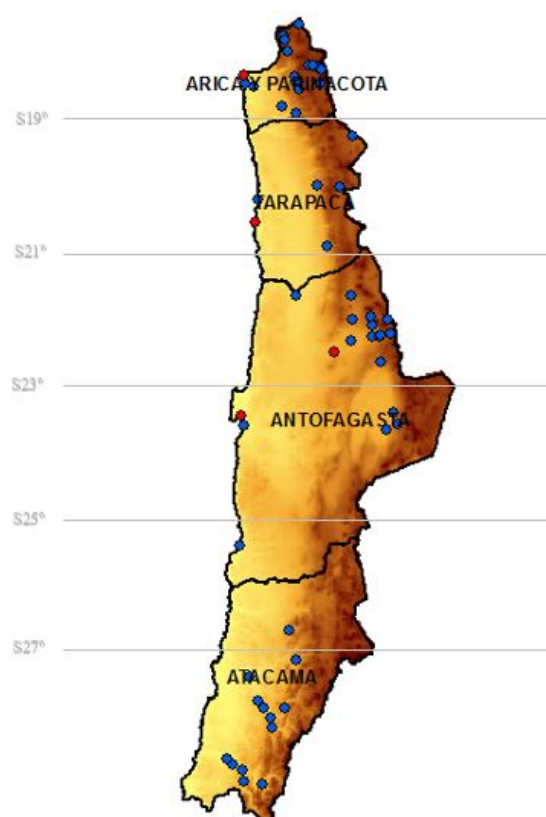 ARICA Y PARINACOTA
S19°
TARAPACA
S21°
S23°
ANTOFAGASTA
S25°
S27°
ATACAMA